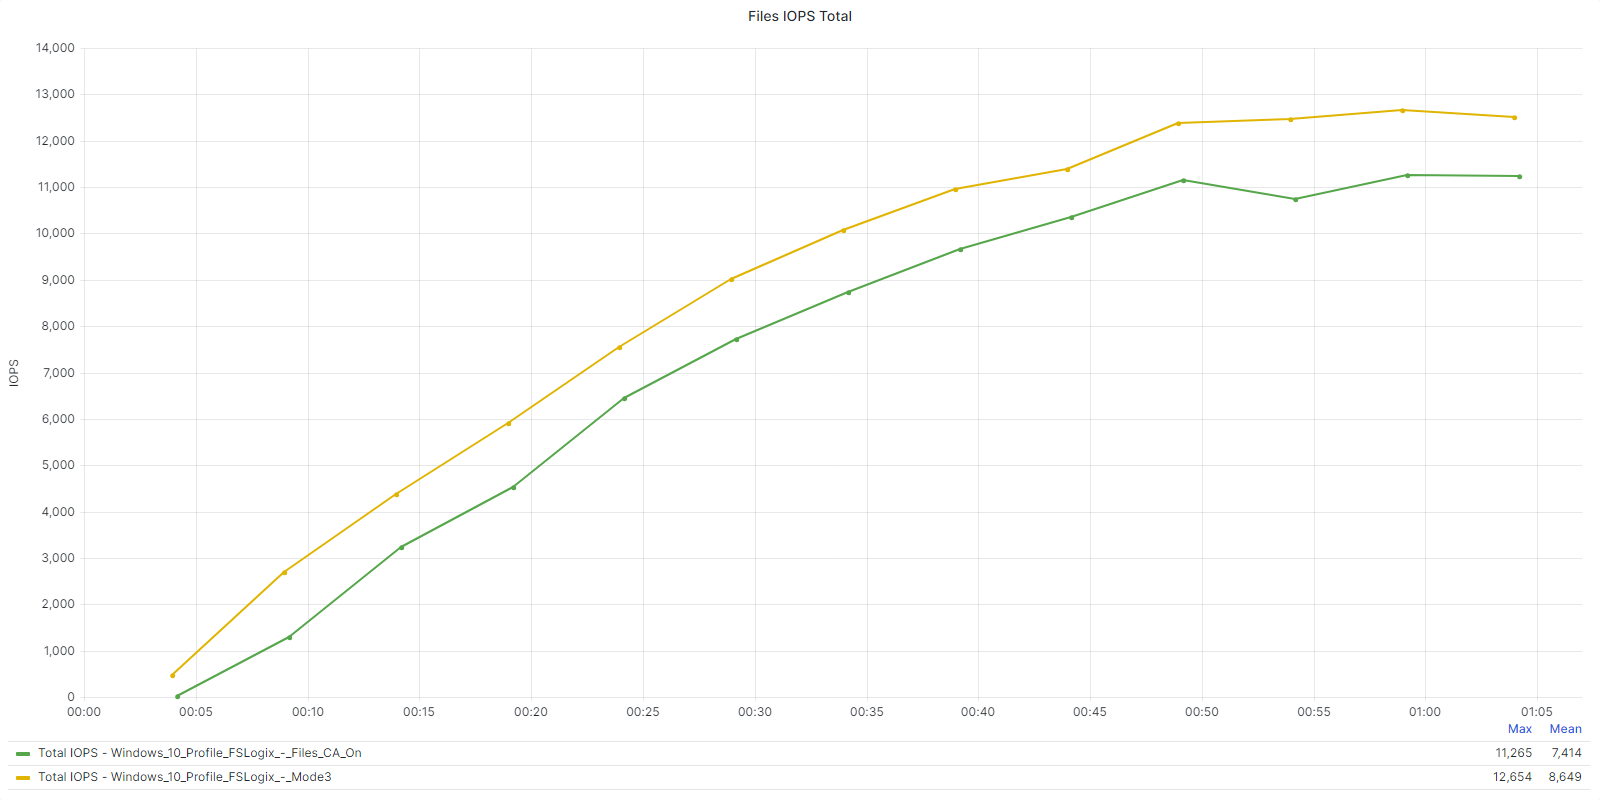 Files IOPS Total
14,000
13,000
12,000
11,000
10,000
9,000
8,000
7,000
6,000
5,000
4,000
3,000
2,000
1,000
0
IOPS
00:00 00:05 00:10 00:15 00:20 00:25 00:30 00:35 00:40 00:45 00:50 00:55 01:00 01:05
Max Mean
Total IOPS - Windows_10_Profile_FSLogix_-_Files_CA_On 11,265 7,414
Total IOPS - Windows_10_Profile_FSLogix_-_Mode3 12,654 8,649